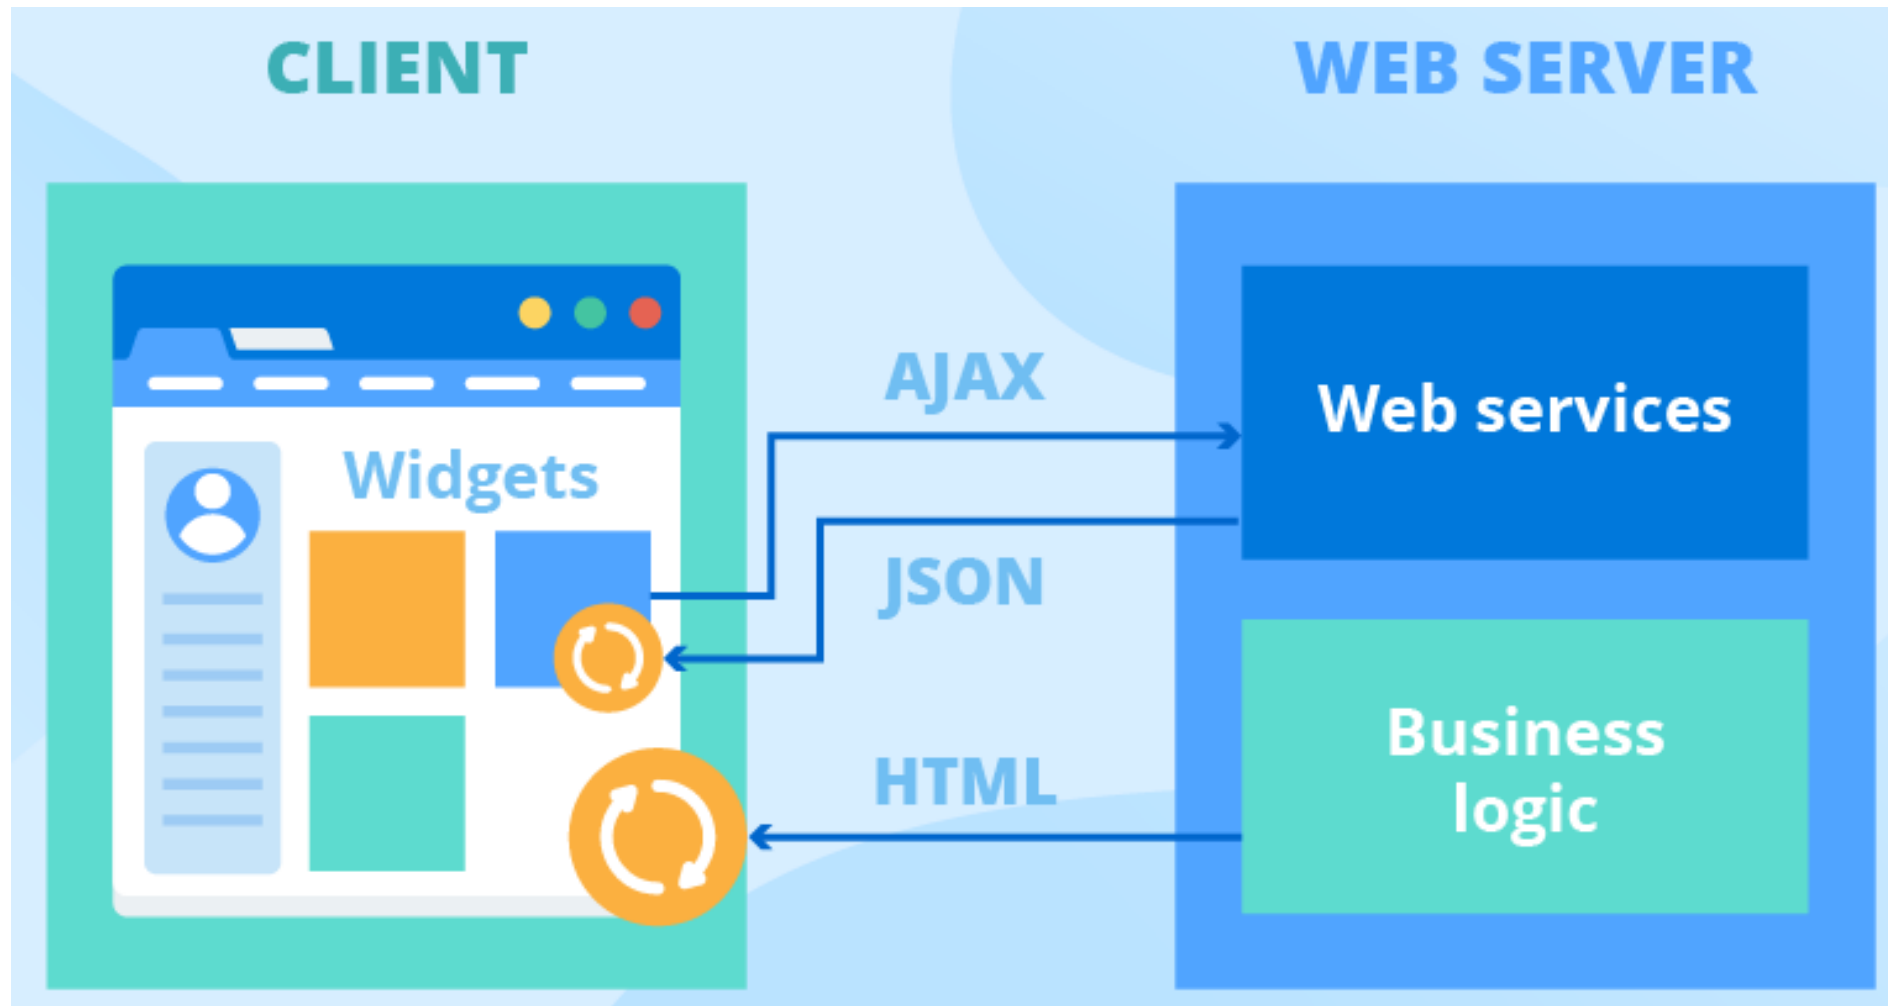 CLIENT
WEB SERVER
AJAX
Web services
Widgets
JSON
Business
logic
HTML